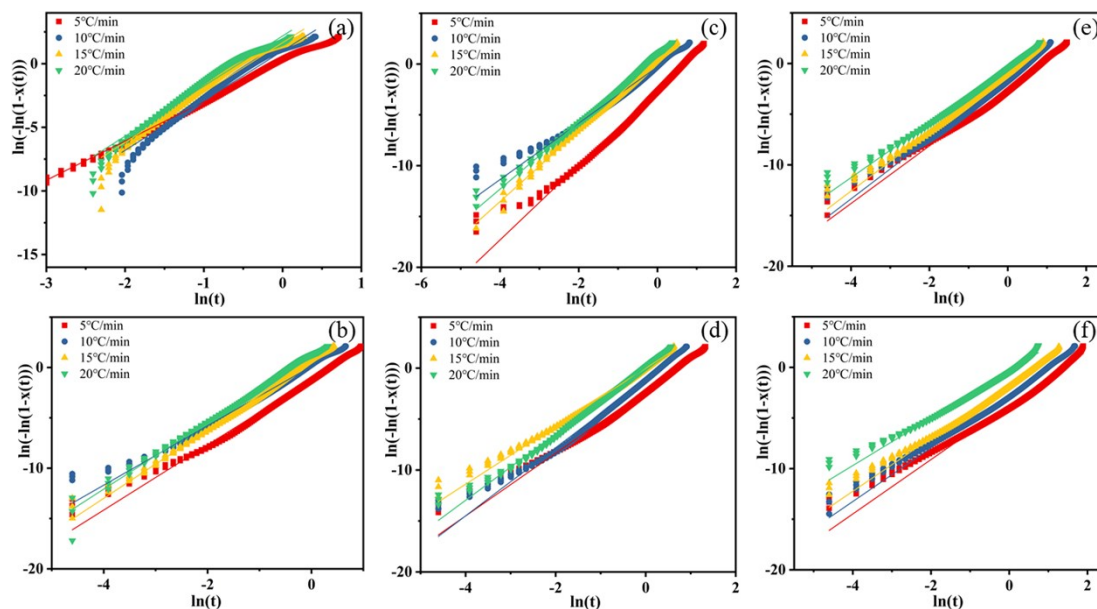 (a)
5℃/min
10℃/min
15℃/min
20℃/min
ln(-ln(1-x(t)))
0
-5
-10
-15
-3
-2
-1
0
1
ln(t)
(c)
5℃/min
10℃/min
15℃/min
20℃/min
ln(-ln(1-x(t)))
0
-10
-20
-6
-4
-2
0
2
ln(t)
(e)
5℃/min
10℃/min
15℃/min
20℃/min
ln(-ln(1-x(t)))
0
-10
-20
-4
-2
0
2
ln(t)
(b)
5℃/min
10℃/min
15℃/min
20℃/min
ln(-ln(1-x(t)))
0
-10
-20
-4
-2
0
ln(t)
(d)
5℃/min
10℃/min
15℃/min
20℃/min
ln(-ln(1-x(t)))
0
-10
-20
-4
-2
0
2
ln(t)
(f)
5℃/min
10℃/min
15℃/min
20℃/min
ln(-ln(1-x(t)))
0
-10
-20
-4
-2
0
2
ln(t)